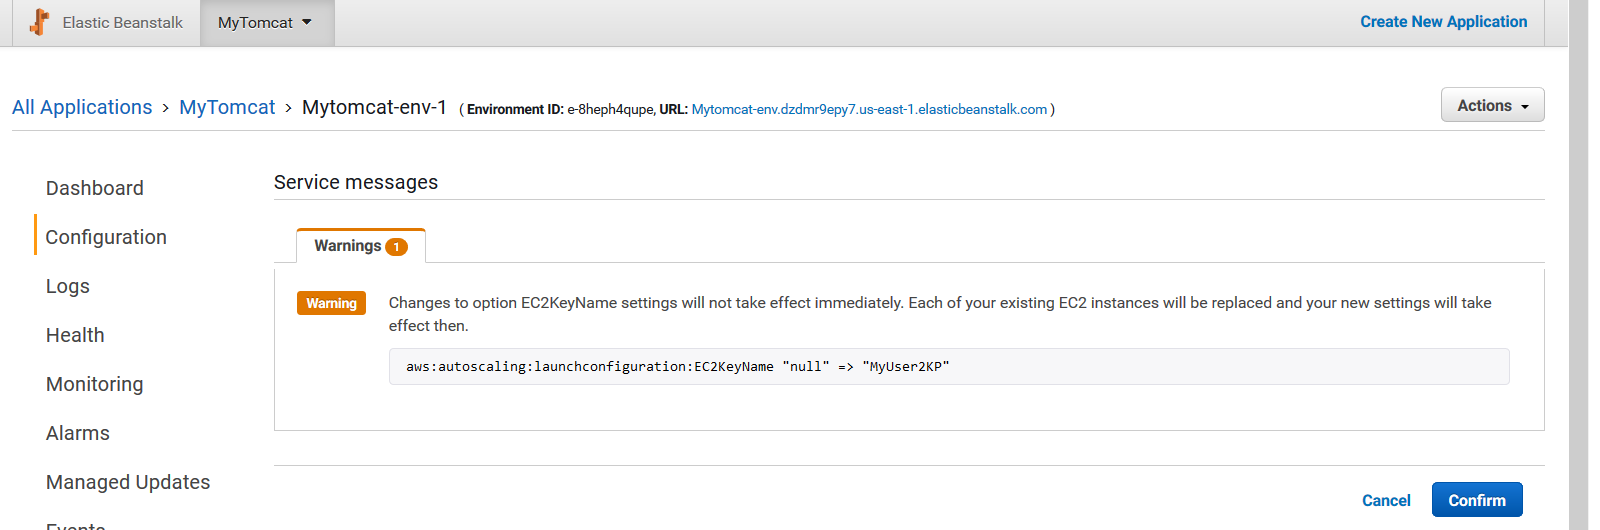 Elastic Beanstalk MyTomcat Create New Application
All Applications > MyTomcat > Mytomcat-env-1 ( Environment ID: e-8heph4qupe, URL: Mytomcat-env.dzdmr9epy7.us-east-1.elasticbeanstalk.com ) Actions
Dashboard
Configuration
Logs
Health
Monitoring
Alarms
Managed Updates
Events
Service messages
Warnings 1
Warning
Changes to option EC2KeyName settings will not take effect immediately. Each of your existing EC2 instances will be replaced and your new settings will take
effect then.
aws:autoscaling:launchconfiguration:EC2KeyName "null" => "MyUser2KP"
Cancel Confirm